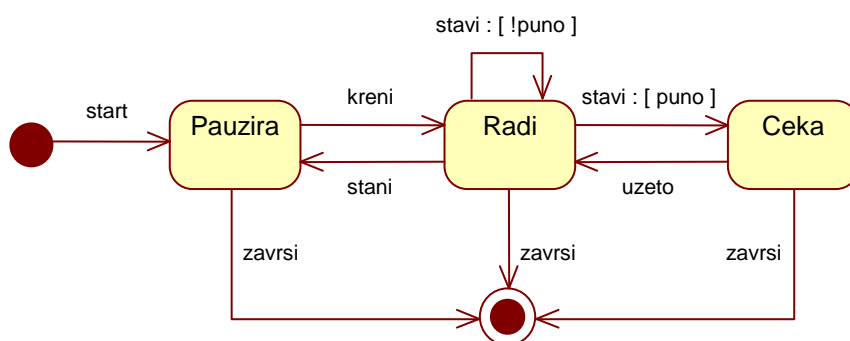 stavi : [ !puno ]
start
kreni
stavi : [ puno ]
Pauzira
Radi
Ceka
stani
uzeto
zavrsi
zavrsi
zavrsi